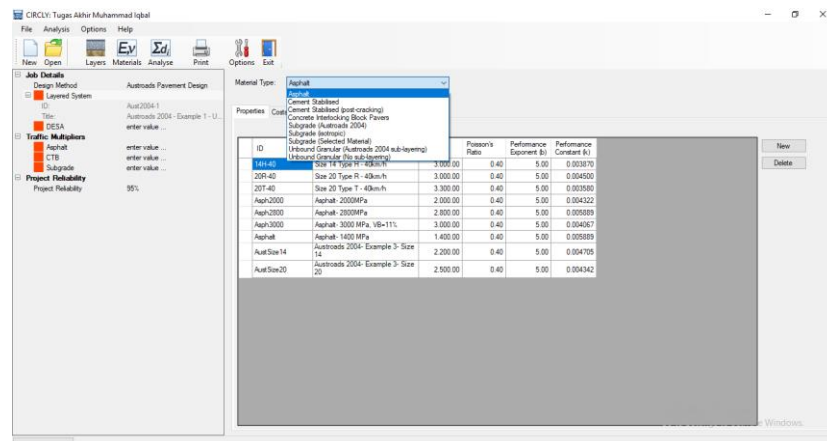 CIRCLY: Tugas Akhir Muhammad Iqbal
File Analysis Options Help
New Open Layers Materials Analyse Print Options Exit
Job Details
Design Method Austroads Pavement Design
Layered System
ID: Aust2004-1
Title: Austroads 2004 - Example 1 - U...
DESA enter value ...
Traffic Multipliers
Asphalt enter value ...
CTB enter value ...
Subgrade enter value ...
Project Reliability
Project Reliability 95%
Material Type: Asphalt
Asphalt
Cement Stabilised
Cement Stabilised (post-cracking)
Concrete Interlocking Block Pavers
Subgrade (Austroads 2004)
Subgrade (isotropic)
Subgrade (Selected Material)
Unbound Granular (Austroads 2004 sub-layering)
Unbound Granular (No sub-layering)
Properties
ID Poisson's Ratio Performance Exponent (b) Performance Constant (k)
14H-40 Size 14 Type R - 40km/h 3.000.00 0.40 5.00 0.003870
20R-40 Size 20 Type R - 40km/h 3.000.00 0.40 5.00 0.004500
20T-40 Size 20 Type T - 40km/h 3.300.00 0.40 5.00 0.003580
Asph2000 Asphalt- 2000MPa 2.000.00 0.40 5.00 0.004322
Asph2800 Asphalt- 2800MPa 2.800.00 0.40 5.00 0.005889
Asph3000 Asphalt- 3000 MPa, VB=11% 3.000.00 0.40 5.00 0.004067
Asphalt Asphalt- 1400 MPa 1.400.00 0.40 5.00 0.005889
AustSize14 Austroads 2004- Example 3- Size 14 2.200.00 0.40 5.00 0.004705
AustSize20 Austroads 2004- Example 3- Size 20 2.500.00 0.40 5.00 0.004342
New
Delete
Windows.